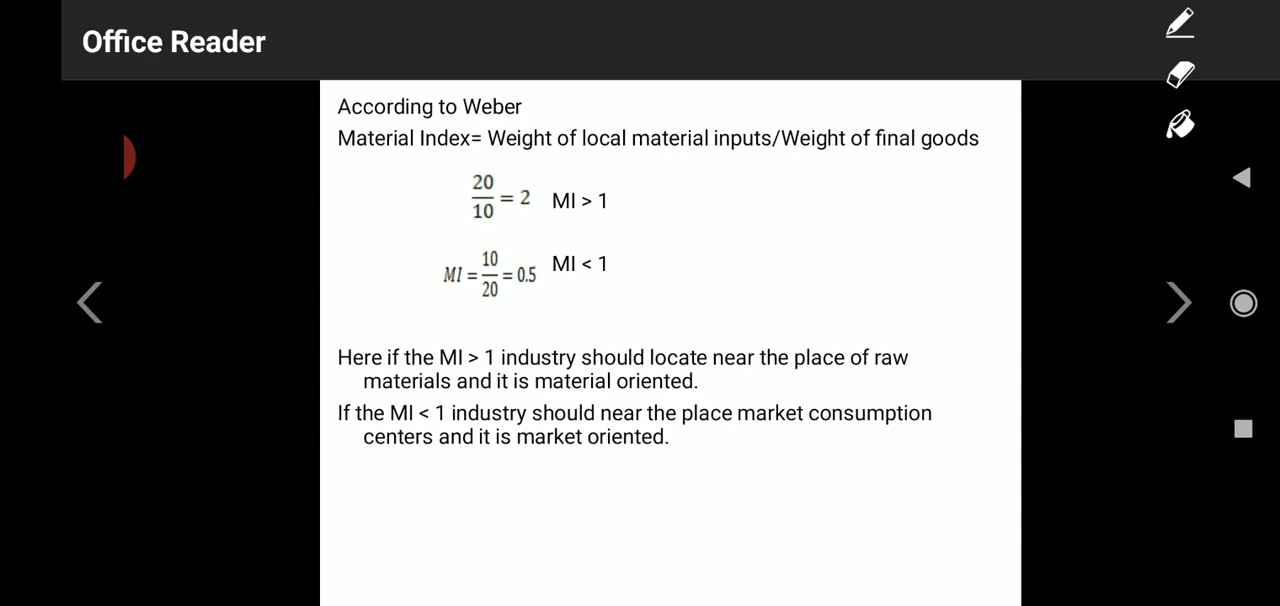 Office Reader
According to Weber
Material Index= Weight of local material inputs/Weight of final goods
20/10 = 2 MI > 1
MI = 10/20 = 0.5 MI < 1
Here if the MI > 1 industry should locate near the place of raw
materials and it is material oriented.
If the MI < 1 industry should near the place market consumption
centers and it is market oriented.